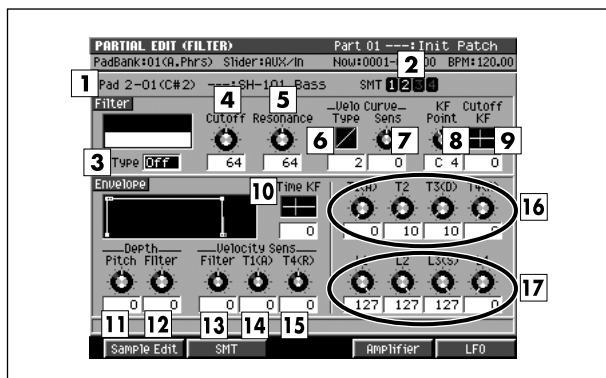 PARTIAL EDIT (FILTER) Part 01 ---:Init Patch
PadBank:01(A.Phrs) Slider:AUX/In Now:0001- 00 BPM:120.00
1 Pad 2-01(C#2) ---:SH-101 Bass SMT 1 2 3 4 2
Filter 4 5 Velo Curve KF Cutoff
Cutoff Resonance 6 Type Sens 7 Point 8 KF 9
3 Type Off 64 64 2 0 C 4 0
Envelope 10 Time KF T1(A) T2 T3(D) T4(R) 16
0 0 10 10
Depth Velocity Sens
Pitch Filter Filter T1(A) T4(R) L2 L3(S) 17
0 0 0 0 0 127 127 127 0
11 12 13 14 15
Sample Edit SMT Amplifier LFO